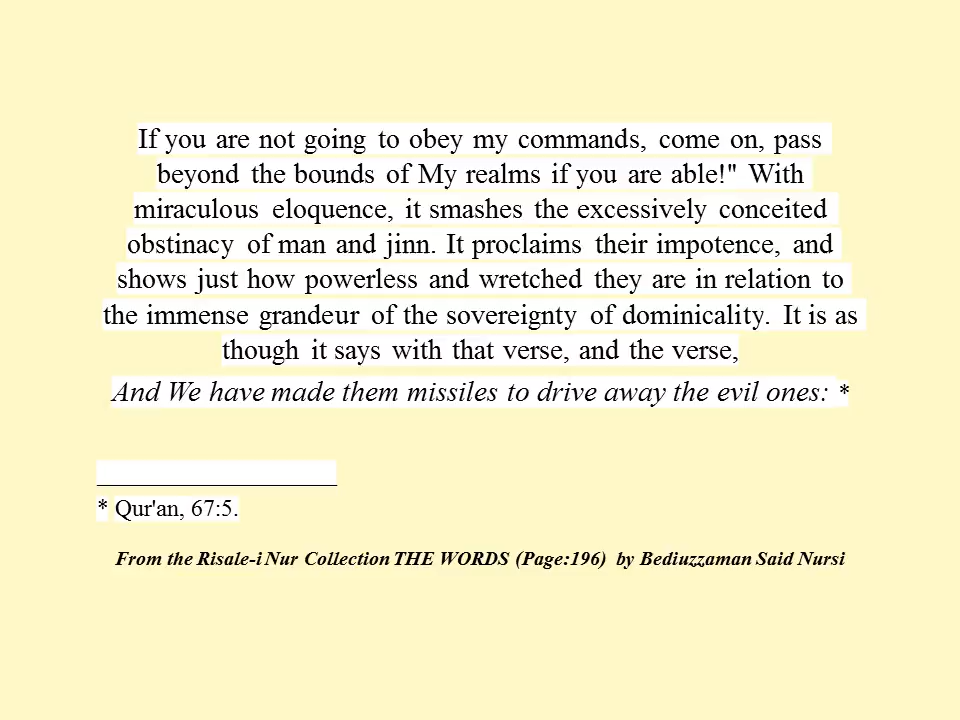 If you are not going to obey my commands, come on, pass
beyond the bounds of My realms if you are able!" With
miraculous eloquence, it smashes the excessively conceited
obstinacy of man and jinn. It proclaims their impotence, and
shows just how powerless and wretched they are in relation to
the immense grandeur of the sovereignty of dominicality. It is as
though it says with that verse, and the verse,
And We have made them missiles to drive away the evil ones: *
* Qur'an, 67:5.
From the Risale-i Nur Collection THE WORDS (Page:196) by Bediuzzaman Said Nursi